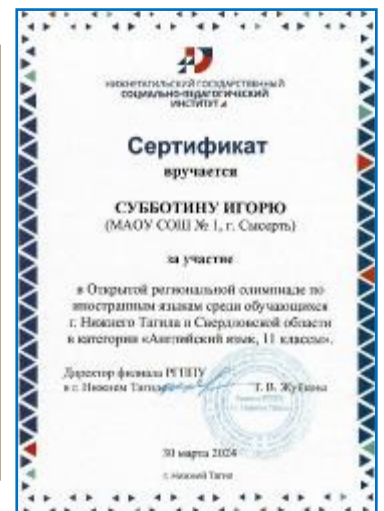 НИЖНЕТАГИЛЬСКИЙ ГОСУДАРСТВЕННЫЙ
СОЦИАЛЬНО-ПЕДАГОГИЧЕСКИЙ
ИНСТИТУТ
Сертификат
вручается
СУББОТИНУ ИГОРЮ
(МАОУ СОШ № 1, г. Сысерть)
за участие
в Открытой региональной олимпиаде по
иностранным языкам среди обучающихся
г. Нижнего Тагила и Свердловской области
в категории «Английский язык, 11 классы».
Директор филиала РГППУ
в г. Нижнем Тагиле
30 марта 2024
г. Нижний Тагил